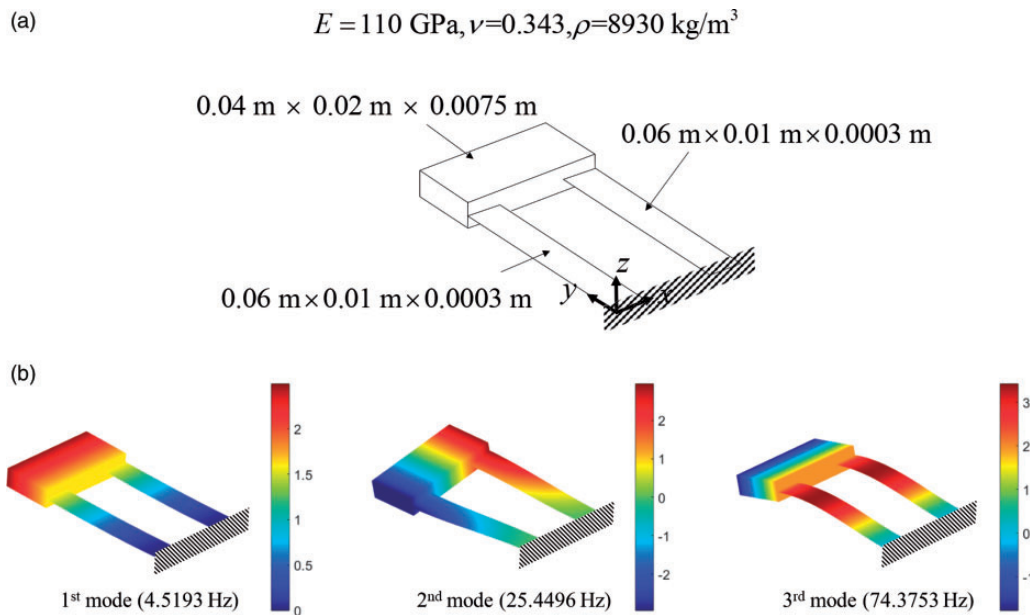 (a)
E = 110 GPa, ν=0.343, ρ=8930 kg/m³
0.04 m × 0.02 m × 0.0075 m
0.06 m×0.01 m×0.0003 m
0.06 m×0.01 m×0.0003 m
z
y
x
(b)
2
1.5
1
0.5
0
2
1
0
-1
-2
3
2
1
0
-1
1st mode (4.5193 Hz)
2nd mode (25.4496 Hz)
3rd mode (74.3753 Hz)